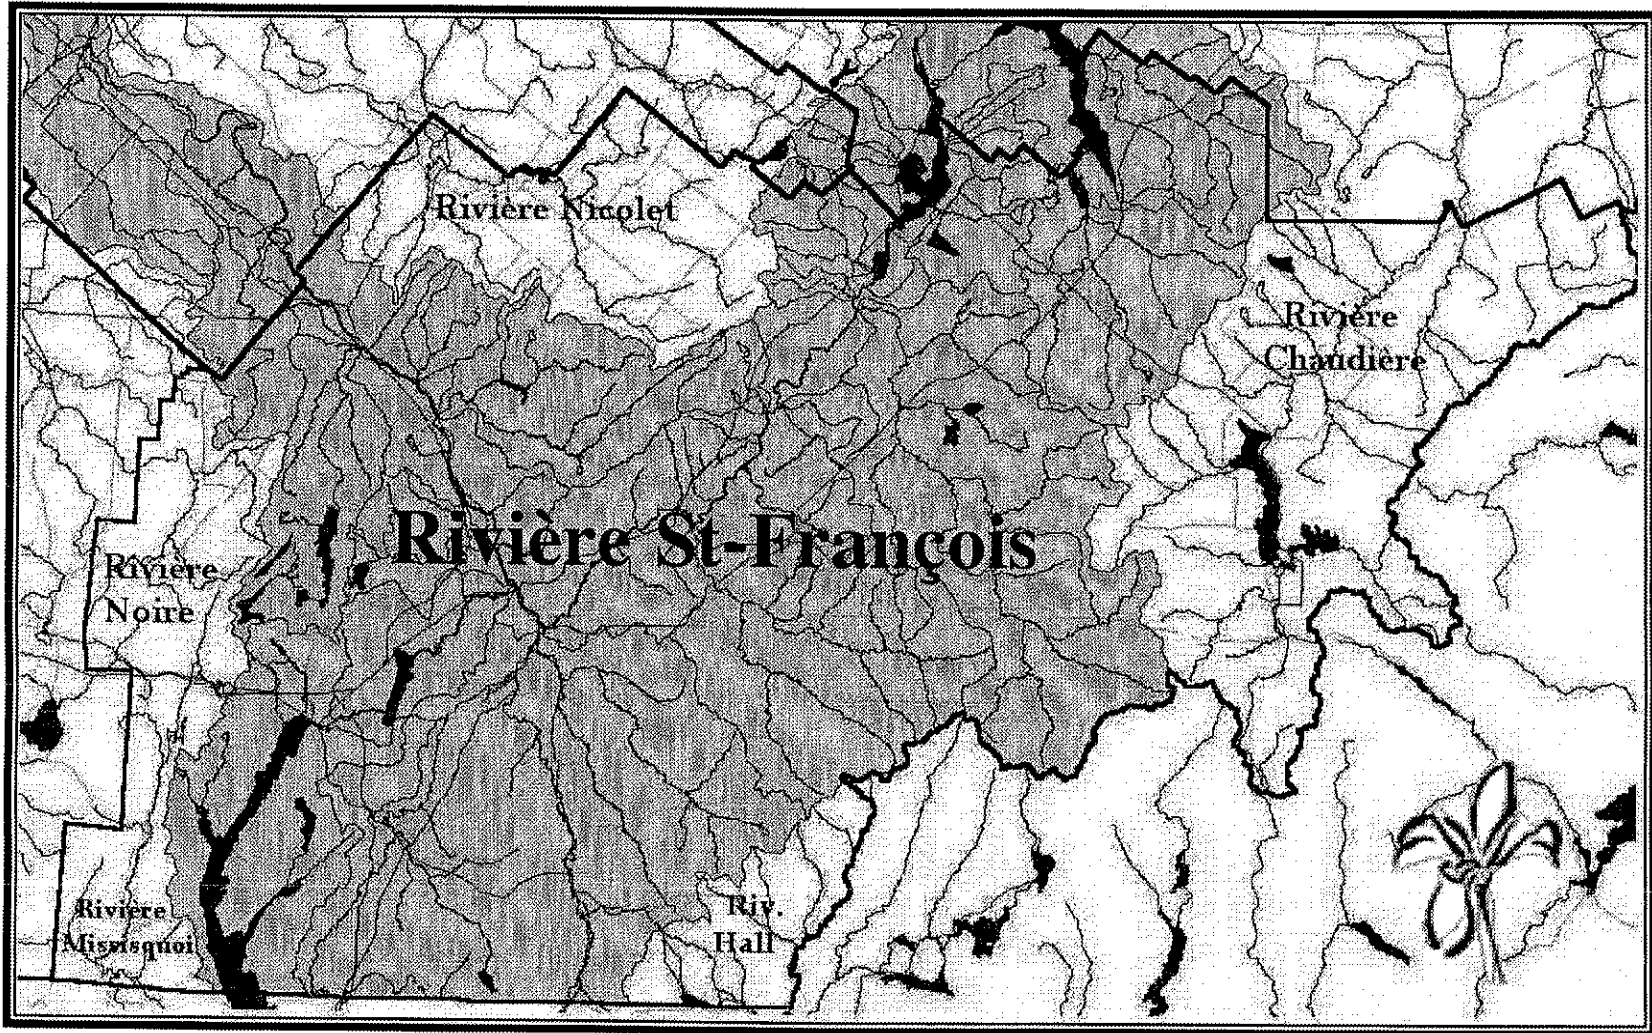 Rivière Nicolet
Rivière
Chaudière
Rivière St-François
Rivière
Noire
Rivière
Missisquoi
Riv.
Hall